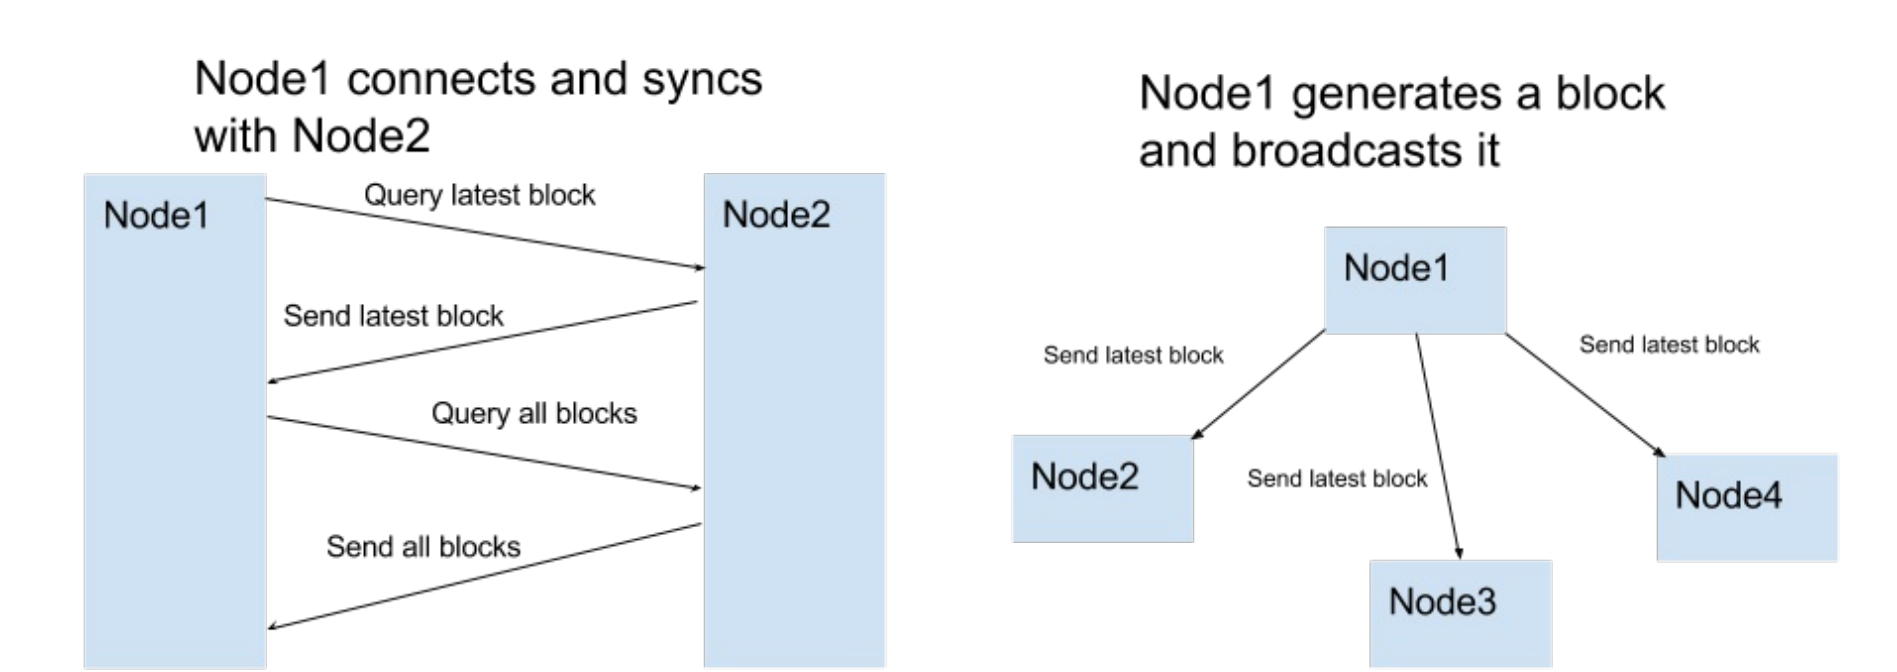 Node1 connects and syncs
with Node2
Node1
Query latest block
Node2
Send latest block
Query all blocks
Send all blocks
Node1 generates a block
and broadcasts it
Node1
Send latest block
Send latest block
Node2
Send latest block
Node4
Node3